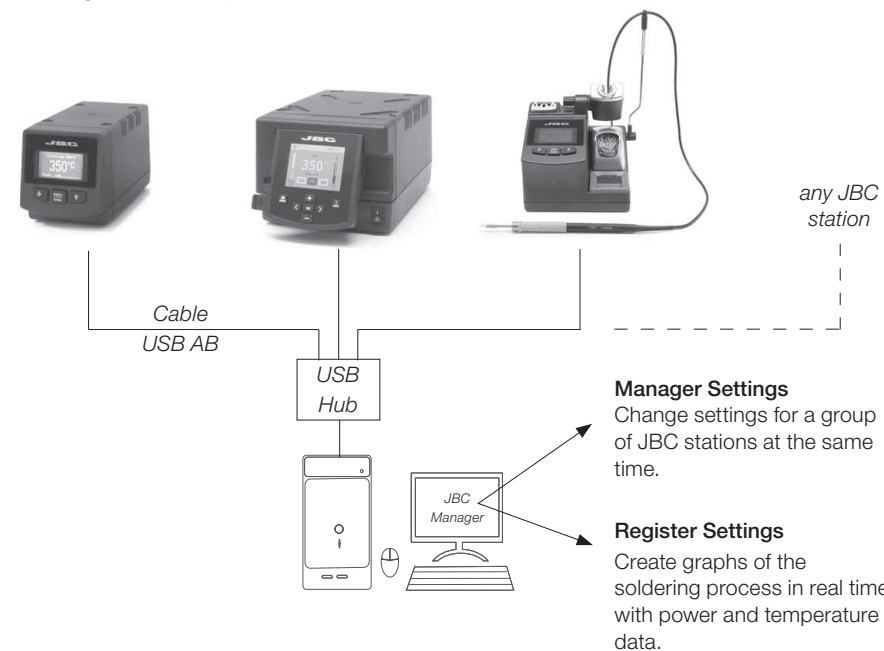 JBC
350°C
JBC
350
JBC
any JBC
station
Cable
USB AB
USB
Hub
JBC
Manager
Manager Settings
Change settings for a group
of JBC stations at the same
time.
Register Settings
Create graphs of the
soldering process in real time
with power and temperature
data.